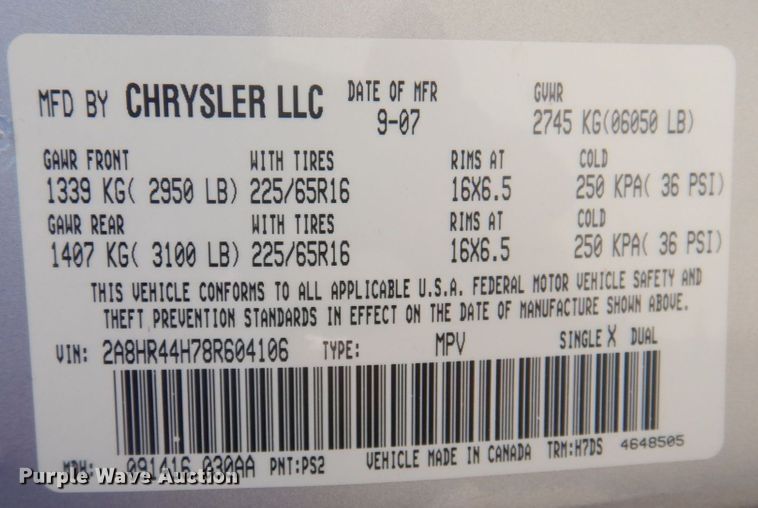 MFD BY CHRYSLER LLC DATE OF MFR GVWR
9-07 2745 KG(06050 LB)
GAWR FRONT WITH TIRES RIMS AT COLD
1339 KG( 2950 LB) 225/65R16 16X6.5 250 KPA( 36 PSI)
GAWR REAR WITH TIRES RIMS AT COLD
1407 KG( 3100 LB) 225/65R16 16X6.5 250 KPA( 36 PSI)
THIS VEHICLE CONFORMS TO ALL APPLICABLE U.S.A. FEDERAL MOTOR VEHICLE SAFETY AND
THEFT PREVENTION STANDARDS IN EFFECT ON THE DATE OF MANUFACTURE SHOWN ABOVE.
VIN: 2A8HR44H78R604106 TYPE: MPV SINGLE X DUAL
MDH: 091416 030AA PNT:PS2 VEHICLE MADE IN CANADA TRM:H7DS 4648505
Purple Wave Auction